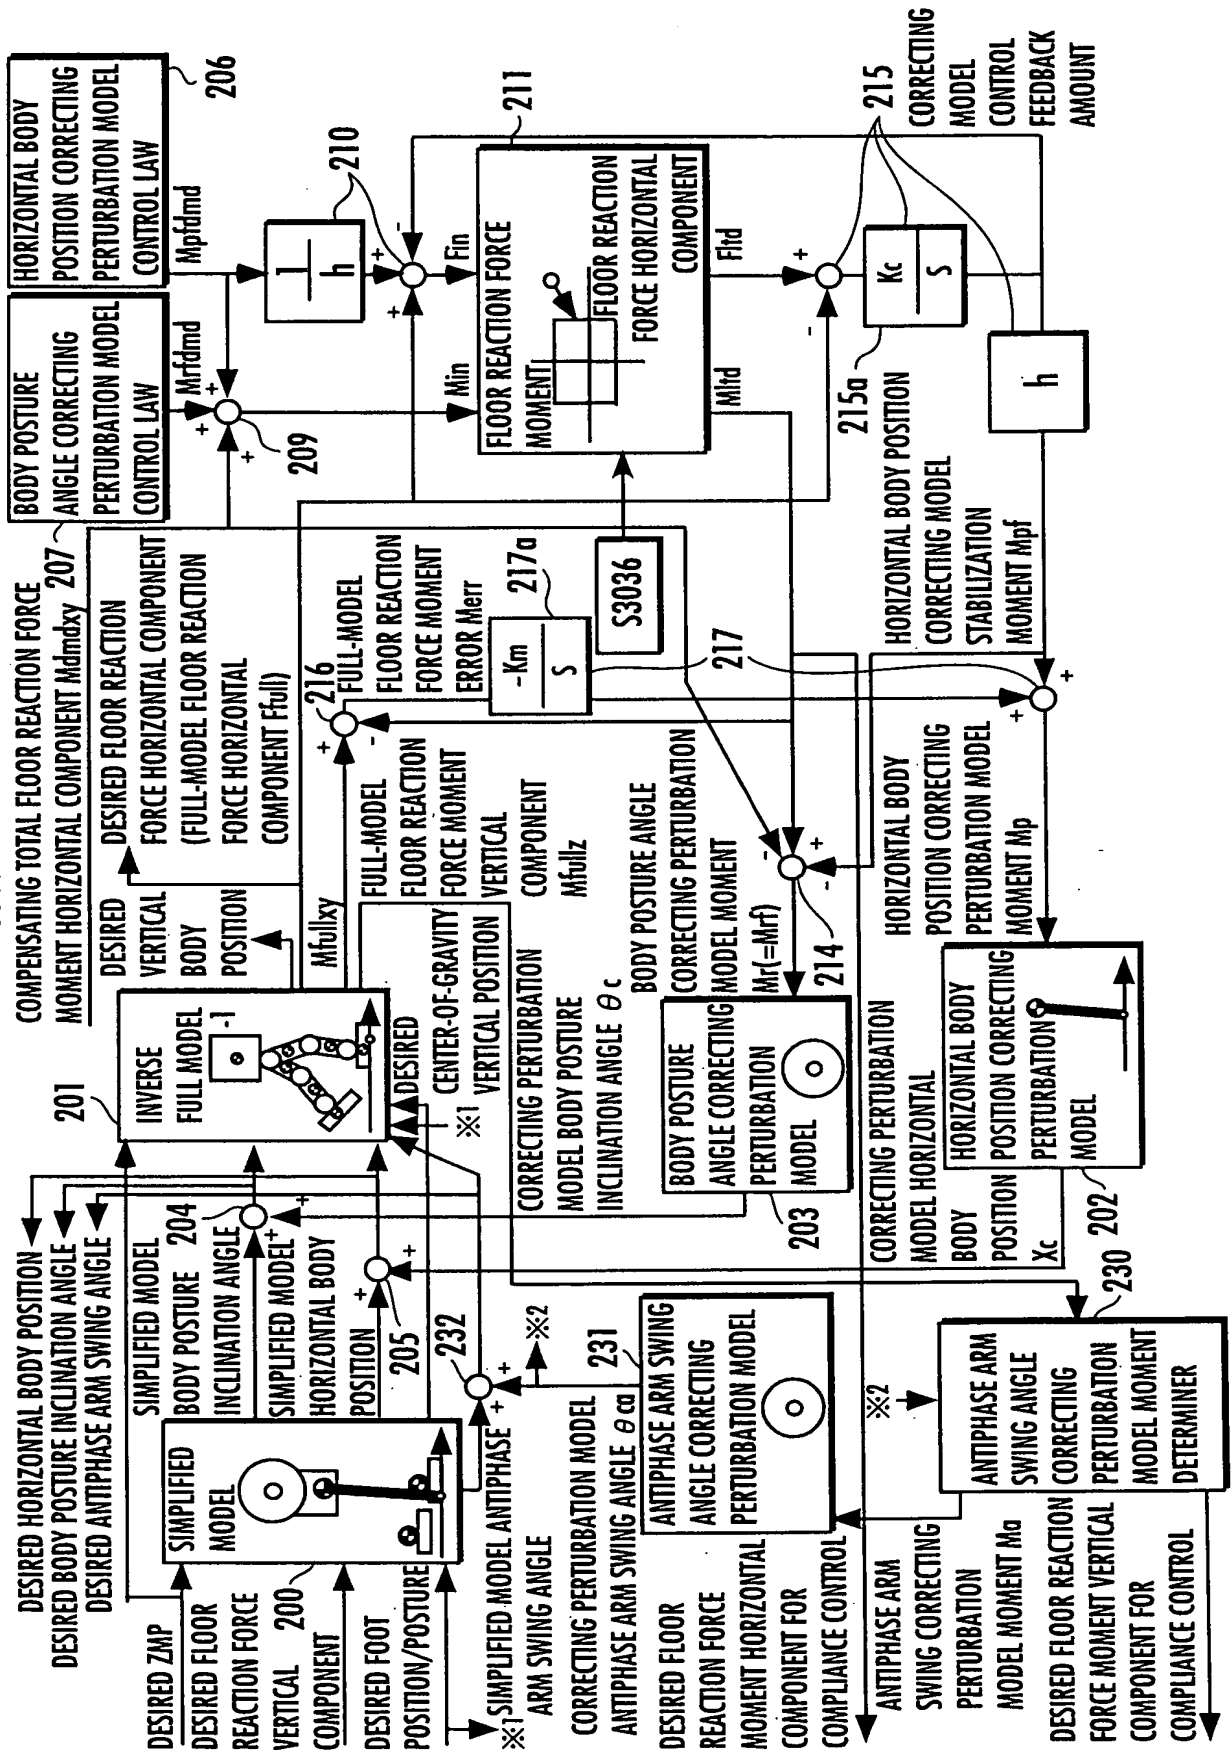 DESIRED HORIZONTAL BODY POSITION
DESIRED BODY POSTURE INCLINATION ANGLE
DESIRED ANTIPHASE ARM SWING ANGLE
DESIRED ZMP
DESIRED FLOOR
REACTION FORCE
VERTICAL
COMPONENT
DESIRED FOOT
POSITION/POSTURE
※1
200
SIMPLIFIED
MODEL
SIMPLIFIED MODEL
BODY POSTURE
INCLINATION ANGLE
204
+
+
SIMPLIFIED MODEL
HORIZONTAL BODY
POSITION
205
+
+
232
+
+
※2
SIMPLIFIED MODEL ANTIPHASE
ARM SWING ANGLE
201
INVERSE
FULL MODEL
-1
※1
DESIRED
CENTER-OF-GRAVITY
VERTICAL POSITION
COMPENSATING TOTAL FLOOR REACTION FORCE
MOMENT HORIZONTAL COMPONENT Mdmdxy
DESIRED
VERTICAL
BODY
POSITION
DESIRED FLOOR REACTION
FORCE HORIZONTAL COMPONENT
(FULL-MODEL FLOOR REACTION
FORCE HORIZONTAL
COMPONENT Ffull)
Mfullxy
FULL-MODEL
FLOOR REACTION
FORCE MOMENT
VERTICAL
COMPONENT
Mfullz
216
+
-
FULL-MODEL
FLOOR REACTION
FORCE MOMENT
ERROR Merr
217a
-Km
S
217
S3036
207
BODY POSTURE
ANGLE CORRECTING
PERTURBATION MODEL
CONTROL LAW
Mrfdmd
206
HORIZONTAL BODY
POSITION CORRECTING
PERTURBATION MODEL
CONTROL LAW
Mpfdmd
209
+
+
+
210
1
h
+
+
-
Min
Fin
211
FLOOR REACTION FORCE
MOMENT
FLOOR REACTION
FORCE HORIZONTAL
COMPONENT
Mltd
Fltd
+
-
215
215a
Kc
S
h
CORRECTING
MODEL
CONTROL
FEEDBACK
AMOUNT
HORIZONTAL BODY POSITION
CORRECTING MODEL
STABILIZATION
MOMENT Mpf
+
+
HORIZONTAL BODY
POSITION CORRECTING
PERTURBATION MODEL
MOMENT Mp
BODY POSTURE ANGLE
CORRECTING PERTURBATION
MODEL MOMENT
Mr(=Mrf)
214
-
+
-
CORRECTING PERTURBATION
MODEL BODY POSTURE
INCLINATION ANGLE θc
203
BODY POSTURE
ANGLE CORRECTING
PERTURBATION
MODEL
202
HORIZONTAL BODY
POSITION CORRECTING
PERTURBATION
MODEL
CORRECTING PERTURBATION
MODEL HORIZONTAL
BODY
POSITION
Xc
CORRECTING PERTURBATION MODEL
ANTIPHASE ARM SWING ANGLE θca
231
ANTIPHASE ARM SWING
ANGLE CORRECTING
PERTURBATION MODEL
230
※2
ANTIPHASE ARM
SWING ANGLE
CORRECTING
PERTURBATION
MODEL MOMENT
DETERMINER
DESIRED FLOOR
REACTION FORCE
MOMENT HORIZONTAL
COMPONENT FOR
COMPLIANCE CONTROL
ANTIPHASE ARM
SWING CORRECTING
PERTURBATION
MODEL MOMENT Ma
DESIRED FLOOR REACTION
FORCE MOMENT VERTICAL
COMPONENT FOR
COMPLIANCE CONTROL